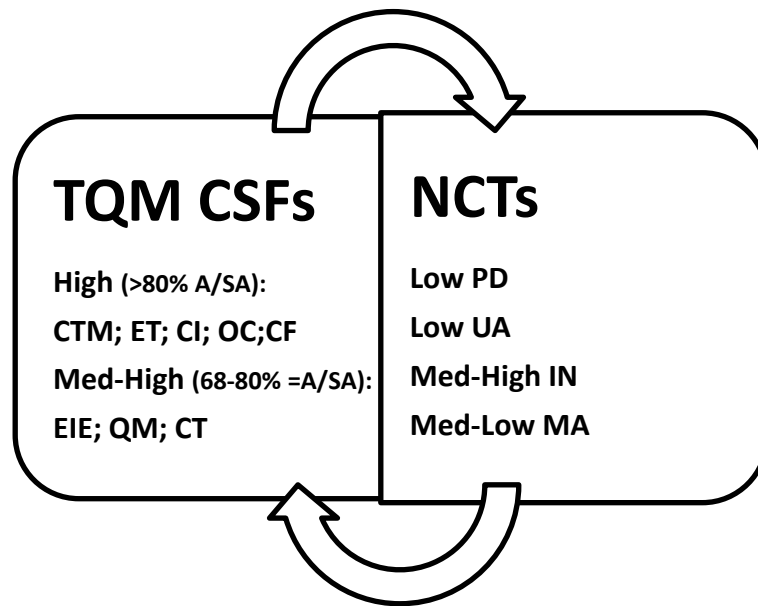 TQM CSFs
High (>80% A/SA):
CTM; ET; CI; OC;CF
Med-High (68-80% =A/SA):
EIE; QM; CT
NCTs
Low PD
Low UA
Med-High IN
Med-Low MA